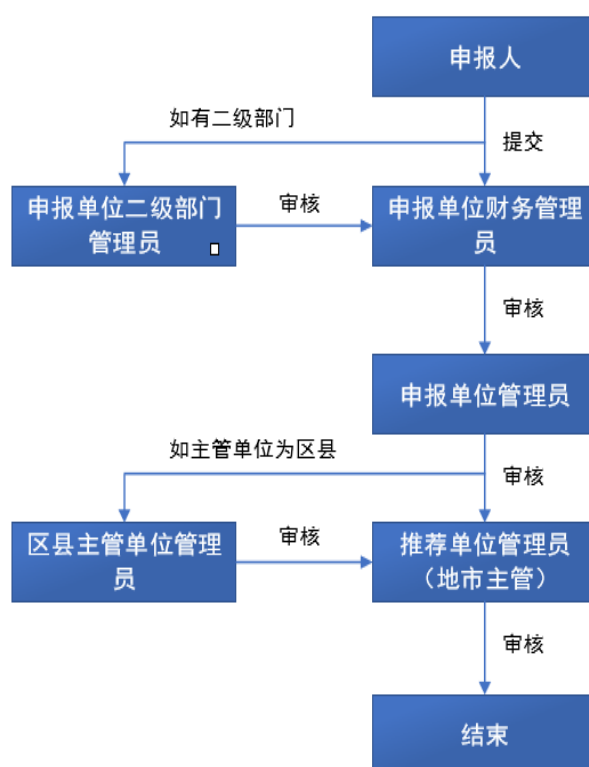 申报人
如有二级部门
提交
申报单位二级部门
管理员
审核
申报单位财务管理
员
审核
申报单位管理员
如主管单位为区县
审核
区县主管单位管理
员
审核
推荐单位管理员
（地市主管）
审核
结束